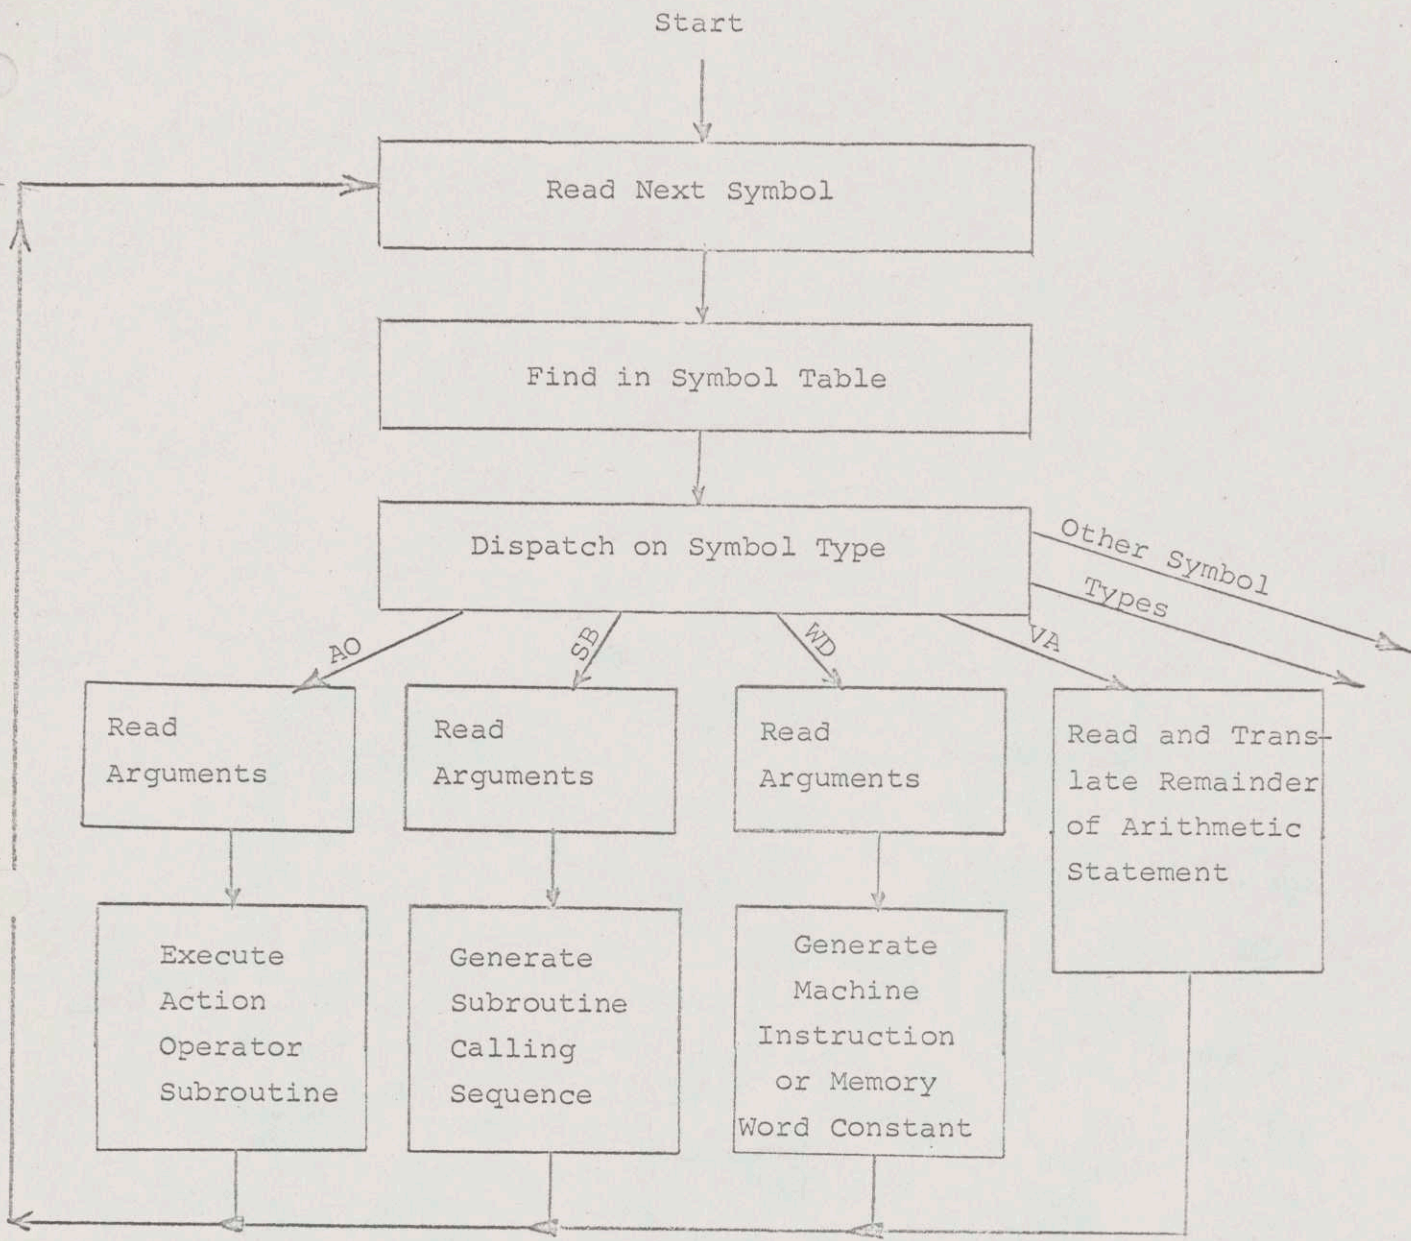 Start
Read Next Symbol
Find in Symbol Table
Dispatch on Symbol Type
Other Symbol
Types
AO
SB
WD
VA
Read
Arguments
Read
Arguments
Read
Arguments
Read and Trans-
late Remainder
of Arithmetic
Statement
Execute
Action
Operator
Subroutine
Generate
Subroutine
Calling
Sequence
Generate
Machine
Instruction
or Memory
Word Constant